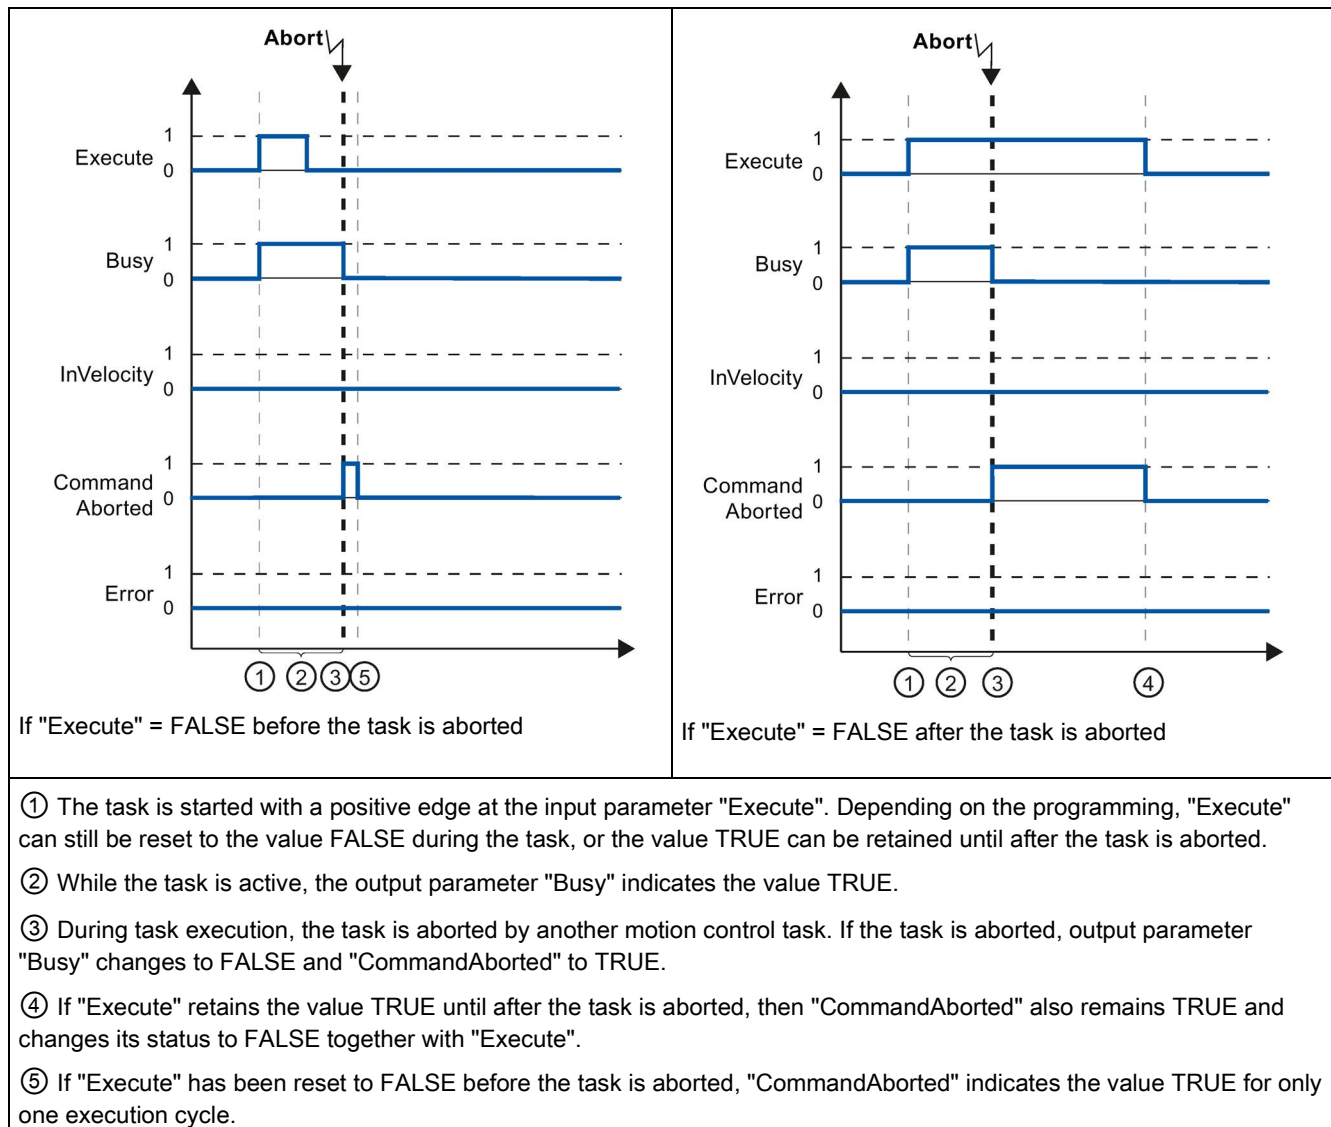 Abort
1
Execute
0
1
Busy
0
1
InVelocity
0
1
Command
Aborted
0
1
Error
0
① ② ③ ⑤
If "Execute" = FALSE before the task is aborted
Abort
1
Execute
0
1
Busy
0
1
InVelocity
0
1
Command
Aborted
0
1
Error
0
① ② ③ ④
If "Execute" = FALSE after the task is aborted
① The task is started with a positive edge at the input parameter "Execute". Depending on the programming, "Execute"
can still be reset to the value FALSE during the task, or the value TRUE can be retained until after the task is aborted.
② While the task is active, the output parameter "Busy" indicates the value TRUE.
③ During task execution, the task is aborted by another motion control task. If the task is aborted, output parameter
"Busy" changes to FALSE and "CommandAborted" to TRUE.
④ If "Execute" retains the value TRUE until after the task is aborted, then "CommandAborted" also remains TRUE and
changes its status to FALSE together with "Execute".
⑤ If "Execute" has been reset to FALSE before the task is aborted, "CommandAborted" indicates the value TRUE for only
one execution cycle.